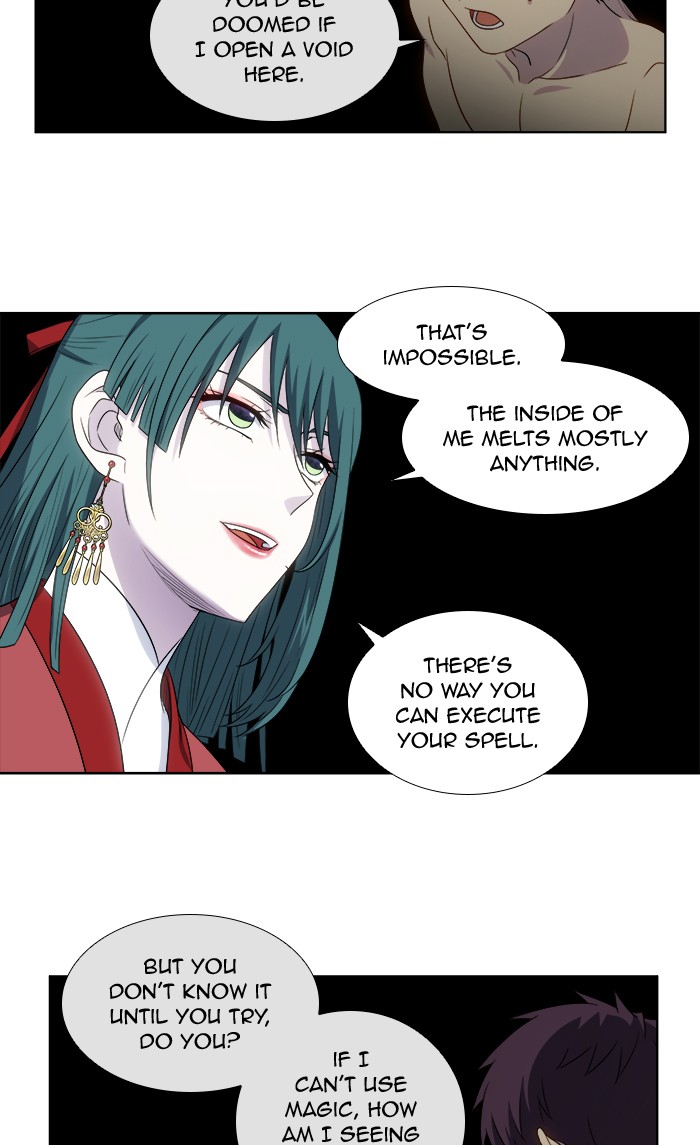 YOU'D BE
DOOMED IF
I OPEN A VOID
HERE.
THAT'S
IMPOSSIBLE.
THE INSIDE OF
ME MELTS MOSTLY
ANYTHING.
THERE'S
NO WAY YOU
CAN EXECUTE
YOUR SPELL.
BUT YOU
DON'T KNOW IT
UNTIL YOU TRY,
DO YOU?
IF I
CAN'T USE
MAGIC, HOW
AM I SEEING